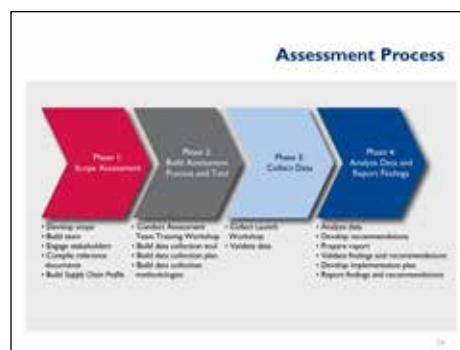 Assessment Process
Phase 1:
Scope Assessment
Phase 2:
Build Assessment
Process and Tool
Phase 3:
Collect Data
Phase 4:
Analyze Data and
Report Findings
• Develop scope
• Build team
• Engage stakeholders
• Compile reference
documents
• Build Supply Chain Profile
• Conduct Assessment
Team Training Workshop
• Build data collection tool
• Build data collection plan
• Build data collection
methodologies
• Collect Launch
Workshop
• Validate data
• Analyze data
• Develop recommendations
• Prepare report
• Validate findings and recommendations
• Develop implementation plan
• Report findings and recommendations